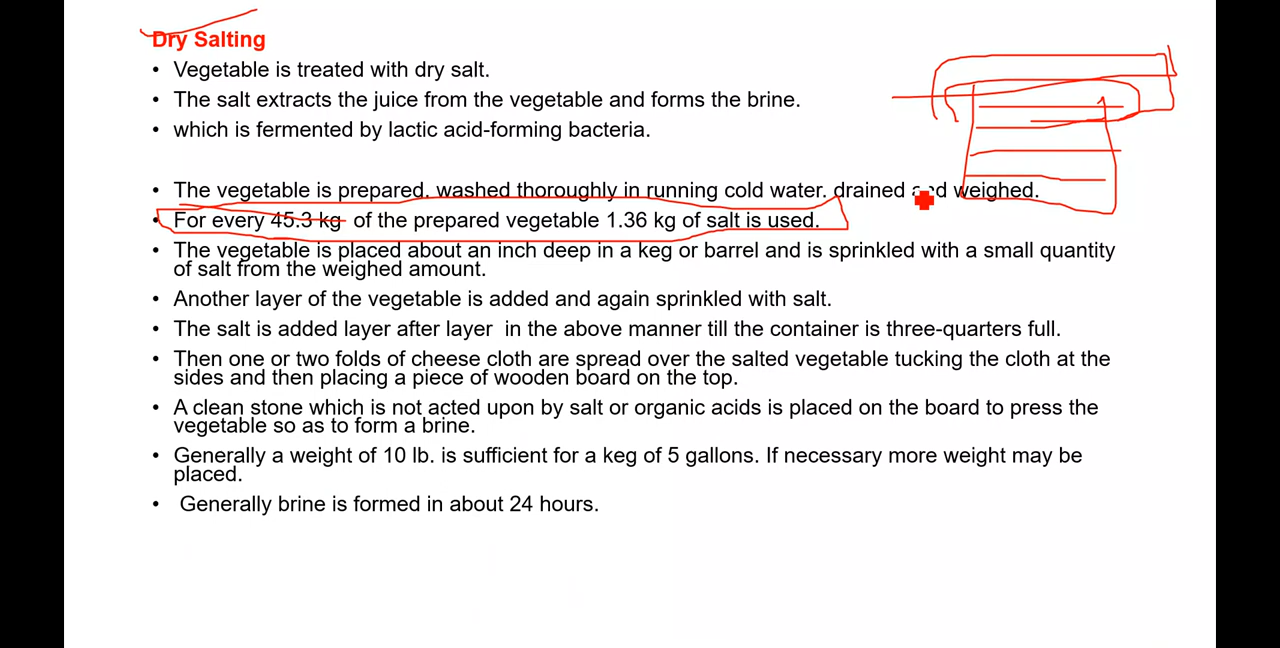 Dry Salting
• Vegetable is treated with dry salt.
• The salt extracts the juice from the vegetable and forms the brine.
• which is fermented by lactic acid-forming bacteria.
• The vegetable is prepared, washed thoroughly in running cold water, drained and weighed.
• For every 45.3 kg of the prepared vegetable 1.36 kg of salt is used.
• The vegetable is placed about an inch deep in a keg or barrel and is sprinkled with a small quantity
of salt from the weighed amount.
• Another layer of the vegetable is added and again sprinkled with salt.
• The salt is added layer after layer in the above manner till the container is three-quarters full.
• Then one or two folds of cheese cloth are spread over the salted vegetable tucking the cloth at the
sides and then placing a piece of wooden board on the top.
• A clean stone which is not acted upon by salt or organic acids is placed on the board to press the
vegetable so as to form a brine.
• Generally a weight of 10 lb. is sufficient for a keg of 5 gallons. If necessary more weight may be
placed.
• Generally brine is formed in about 24 hours.